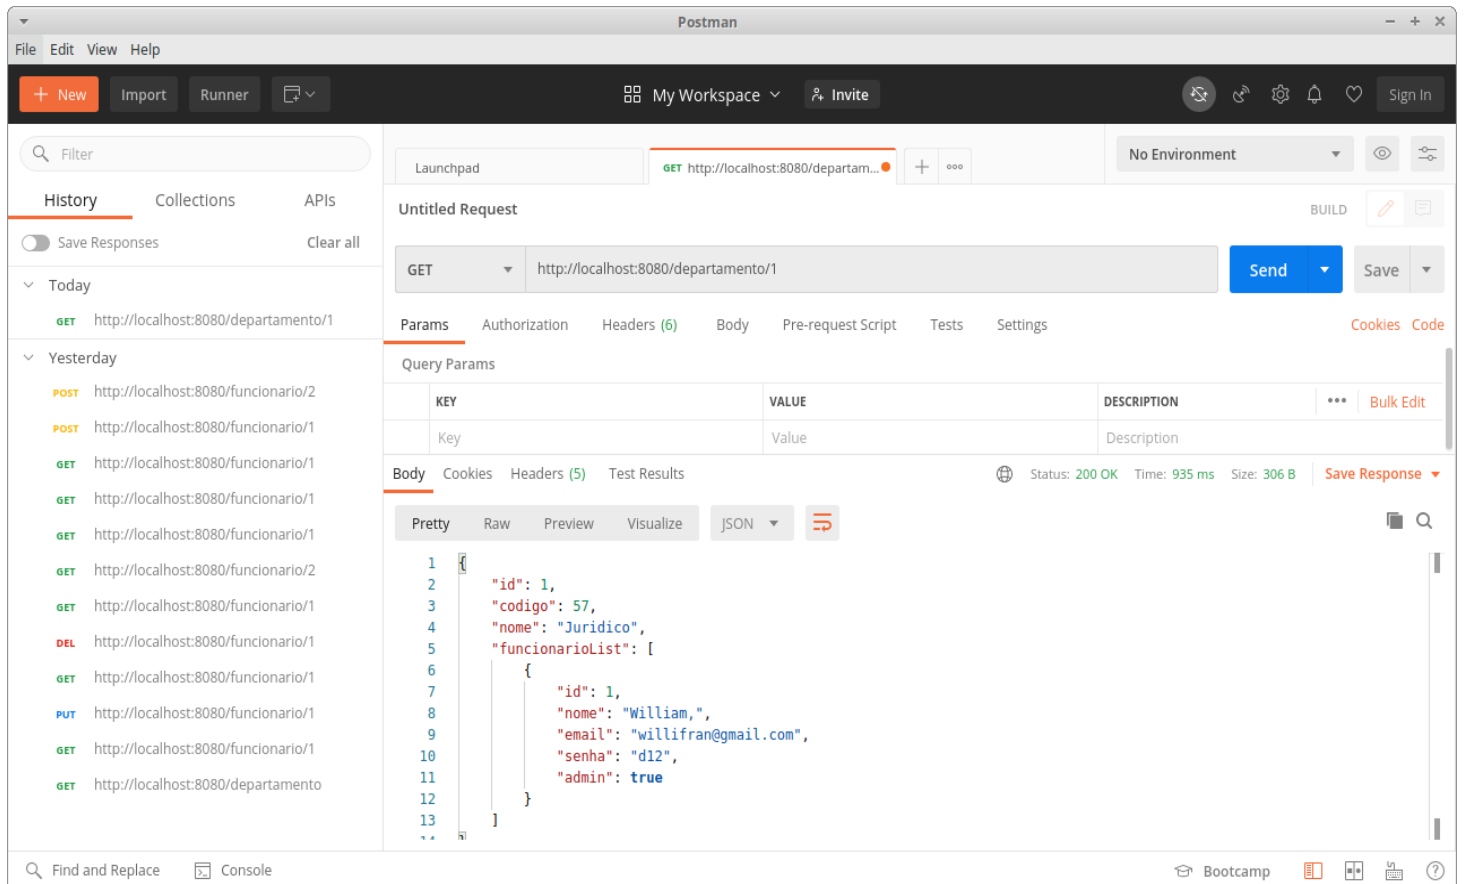 Postman
File Edit View Help
+ New Import Runner My Workspace Invite Sign In
Filter
History Collections APIs
Save Responses Clear all
Today
GET http://localhost:8080/departamento/1
Yesterday
POST http://localhost:8080/funcionario/2
POST http://localhost:8080/funcionario/1
GET http://localhost:8080/funcionario/1
GET http://localhost:8080/funcionario/1
GET http://localhost:8080/funcionario/1
GET http://localhost:8080/funcionario/2
GET http://localhost:8080/funcionario/1
DEL http://localhost:8080/funcionario/1
GET http://localhost:8080/funcionario/1
PUT http://localhost:8080/funcionario/1
GET http://localhost:8080/funcionario/1
GET http://localhost:8080/departamento
Launchpad GET http://localhost:8080/departam... No Environment
Untitled Request BUILD
GET http://localhost:8080/departamento/1 Send Save
Params Authorization Headers (6) Body Pre-request Script Tests Settings Cookies Code
Query Params
KEY VALUE DESCRIPTION ••• Bulk Edit
Key Value Description
Body Cookies Headers (5) Test Results Status: 200 OK Time: 935 ms Size: 306 B Save Response
Pretty Raw Preview Visualize JSON
1 {
2 "id": 1,
3 "codigo": 57,
4 "nome": "Juridico",
5 "funcionarioList": [
6 {
7 "id": 1,
8 "nome": "William,",
9 "email": "willifran@gmail.com",
10 "senha": "d12",
11 "admin": true
12 }
13 ]
14 }
Find and Replace Console Bootcamp